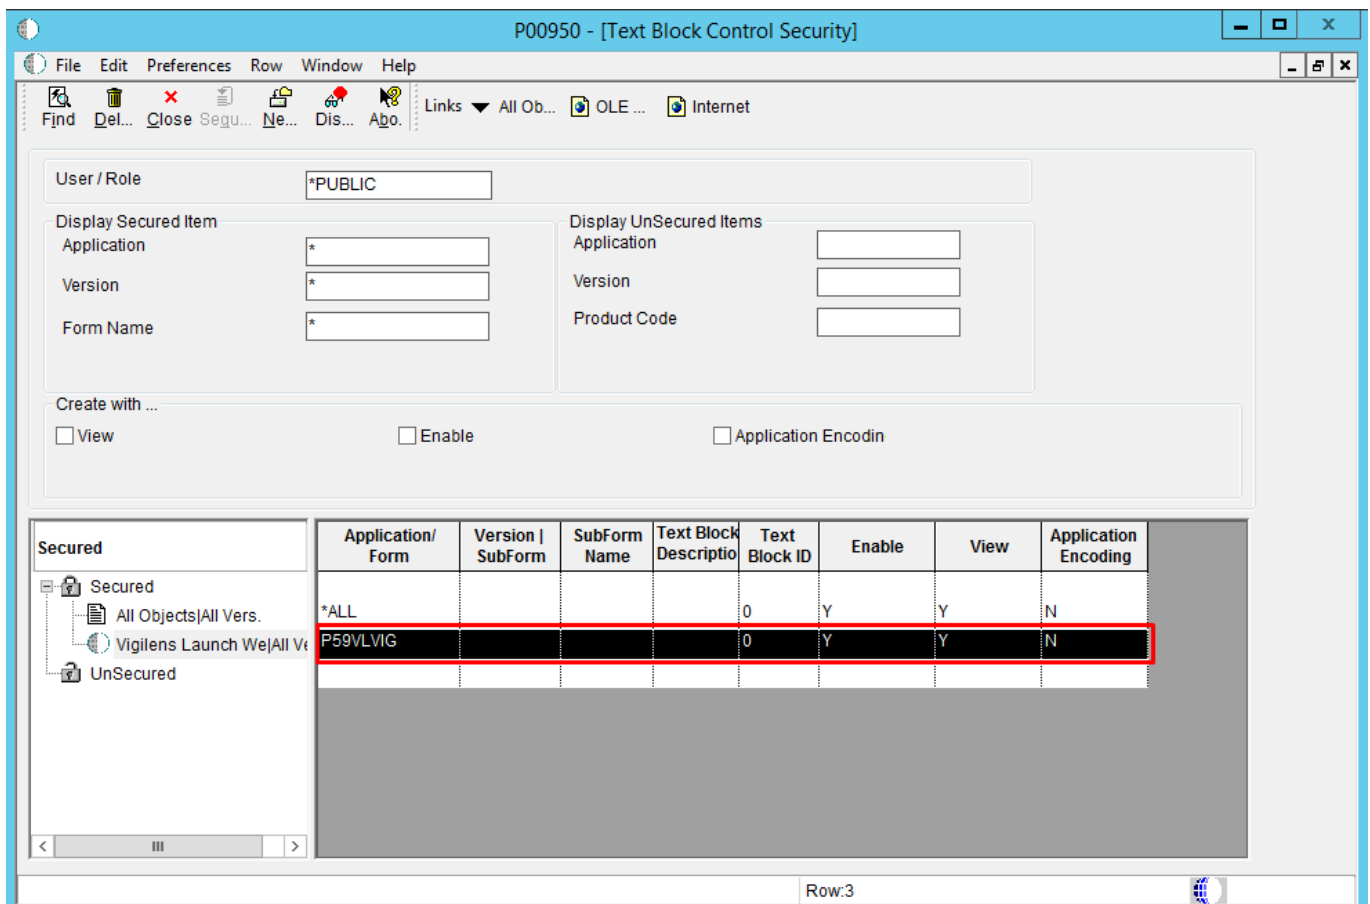 P00950 - [Text Block Control Security]
File Edit Preferences Row Window Help
Find Del... Close Sequ... Ne... Dis... Abo. Links All Ob... OLE ... Internet
User / Role *PUBLIC
Display Secured Item
Application *
Version *
Form Name *
Display UnSecured Items
Application
Version
Product Code
Create with ...
View Enable Application Encodin
Secured
Secured
All Objects|All Vers.
Vigilens Launch We|All Ve
UnSecured
Application/ Form Version | SubForm SubForm Name Text Block Descriptio Text Block ID Enable View Application Encoding
*ALL 0 Y Y N
P59VLVIG 0 Y Y N
Row:3